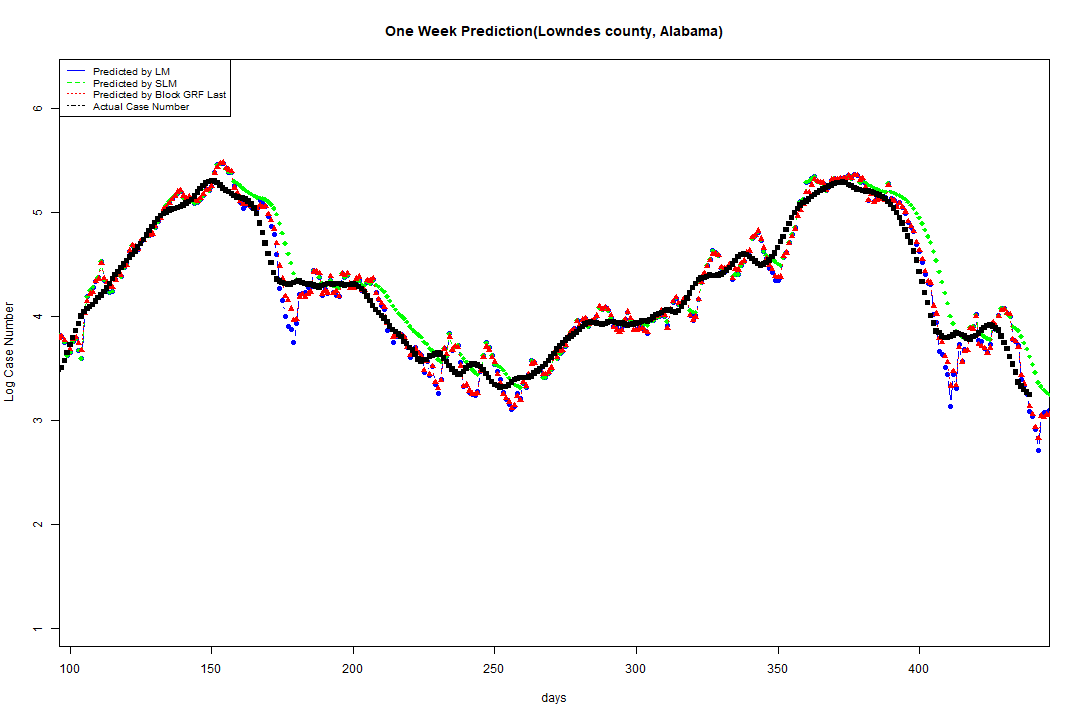 One Week Prediction(Lowndes county, Alabama)
Predicted by LM
Predicted by SLM
Predicted by Block GRF Last
Actual Case Number
6
5
4
3
2
1
Log Case Number
100 150 200 250 300 350 400
days